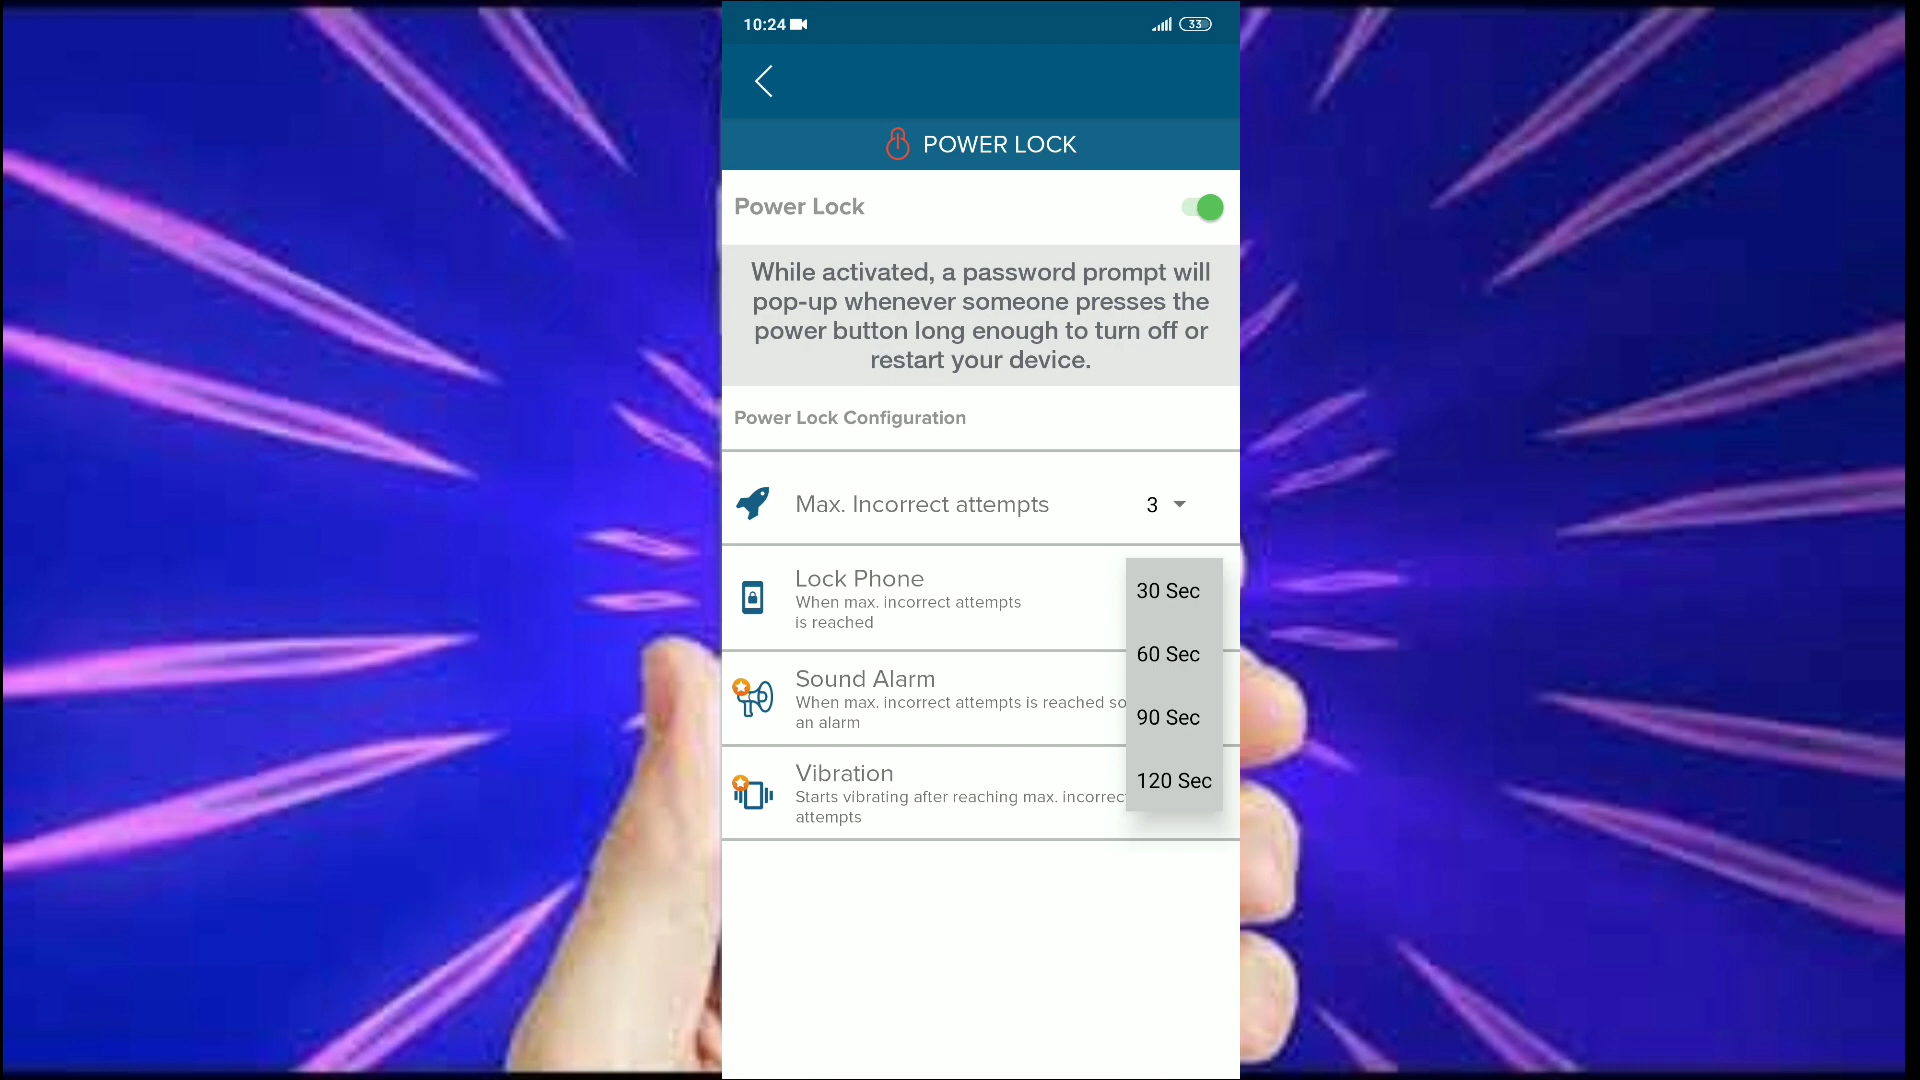 10:24
33
POWER LOCK
Power Lock
While activated, a password prompt will
pop-up whenever someone presses the
power button long enough to turn off or
restart your device.
Power Lock Configuration
Max. Incorrect attempts 3
Lock Phone
When max. incorrect attempts
is reached
30 Sec
60 Sec
90 Sec
120 Sec
Sound Alarm
When max. incorrect attempts is reached so
an alarm
Vibration
Starts vibrating after reaching max. incorrec
attempts